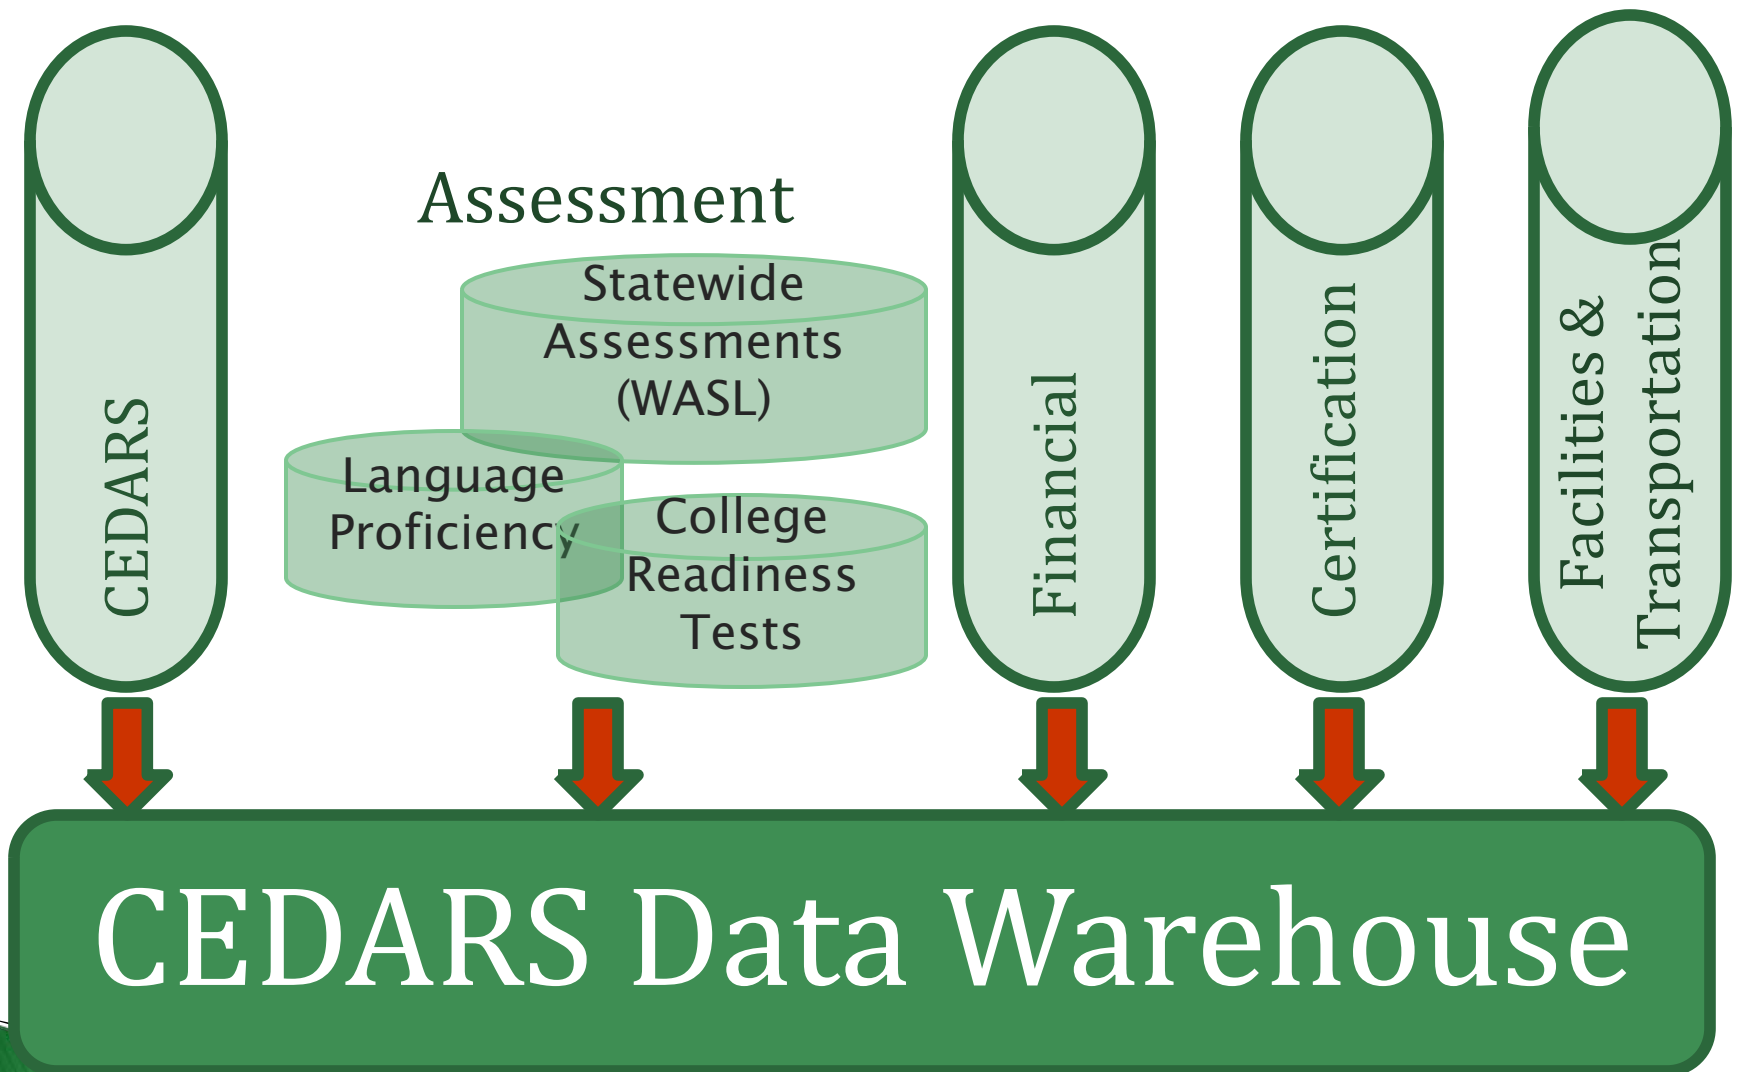 CEDARS
Assessment
Statewide
Assessments
(WASL)
Language
Proficiency
College
Readiness
Tests
Financial
Certification
Facilities &
Transportation
CEDARS Data Warehouse